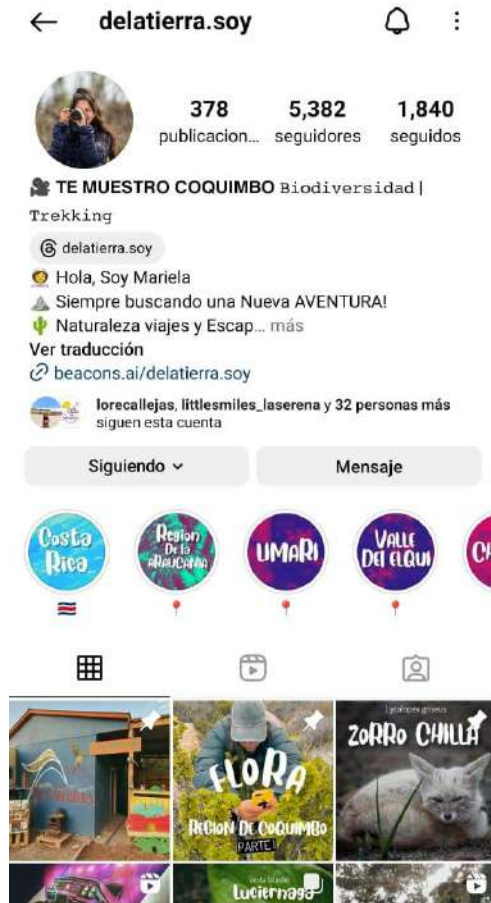 delatierra.soy
378 5,382 1,840
publicacion... seguidores seguidos
TE MUESTRO COQUIMBO Biodiversidad |
Trekking
delatierra.soy
Hola, Soy Mariela
Siempre buscando una Nueva AVENTURA!
Naturaleza viajes y Escap... más
Ver traducción
beacons.ai/delatierra.soy
lorecallejas, littlesmiles_laserena y 32 personas más
siguen esta cuenta
Siguiendo
Mensaje
Costa
Rica
Region
De la
aRaucania
UMARI
VALLE
DEl ElQUI
CH
Lycalopex griseus
ZoRRo CHILLA
FLORA
REGION DE COQUIMBO
PARTE I
Luciernaga